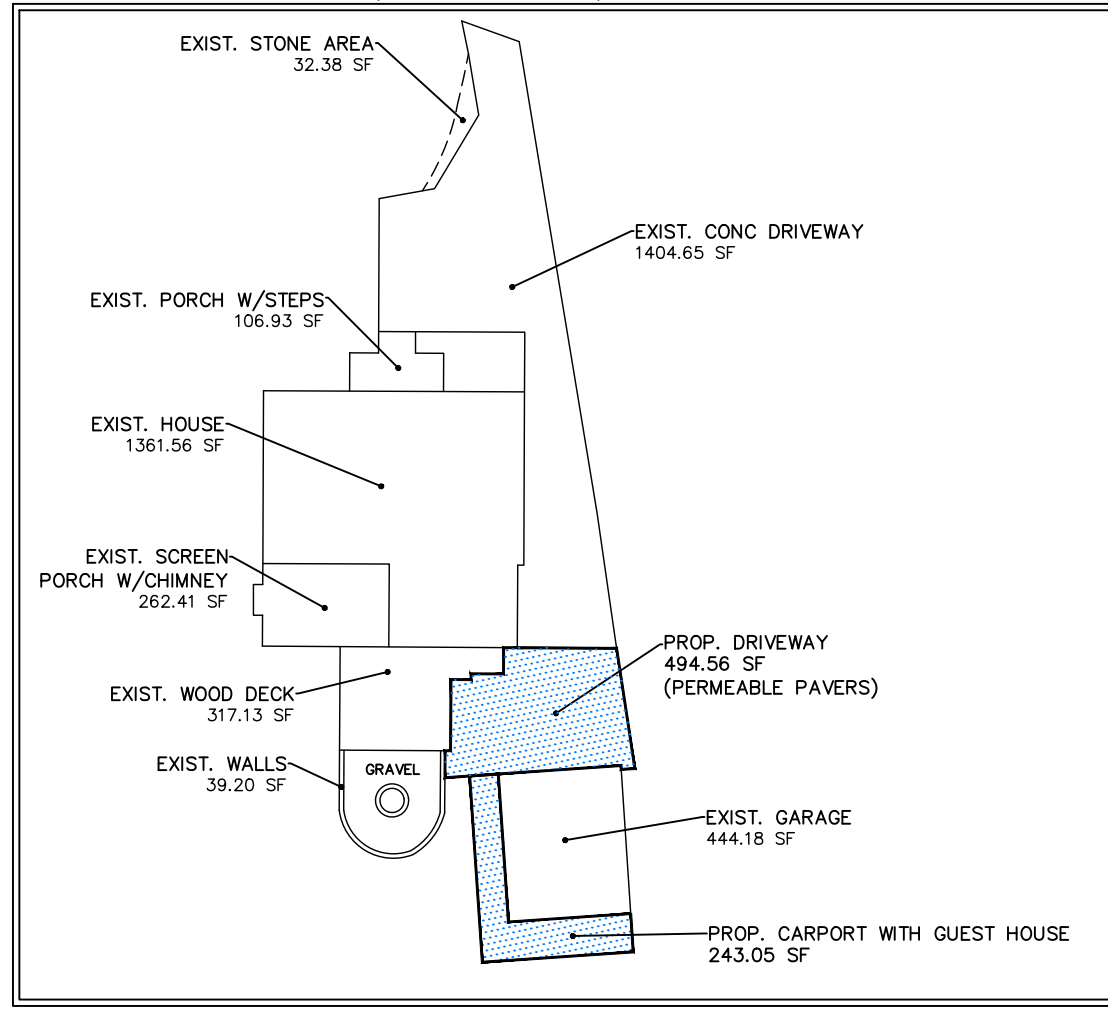 EXIST. STONE AREA
32.38 SF
EXIST. CONC DRIVEWAY
1404.65 SF
EXIST. PORCH W/STEPS
106.93 SF
EXIST. HOUSE
1361.56 SF
EXIST. SCREEN
PORCH W/CHIMNEY
262.41 SF
PROP. DRIVEWAY
494.56 SF
(PERMEABLE PAVERS)
EXIST. WOOD DECK
317.13 SF
EXIST. WALLS
39.20 SF
GRAVEL
EXIST. GARAGE
444.18 SF
PROP. CARPORT WITH GUEST HOUSE
243.05 SF